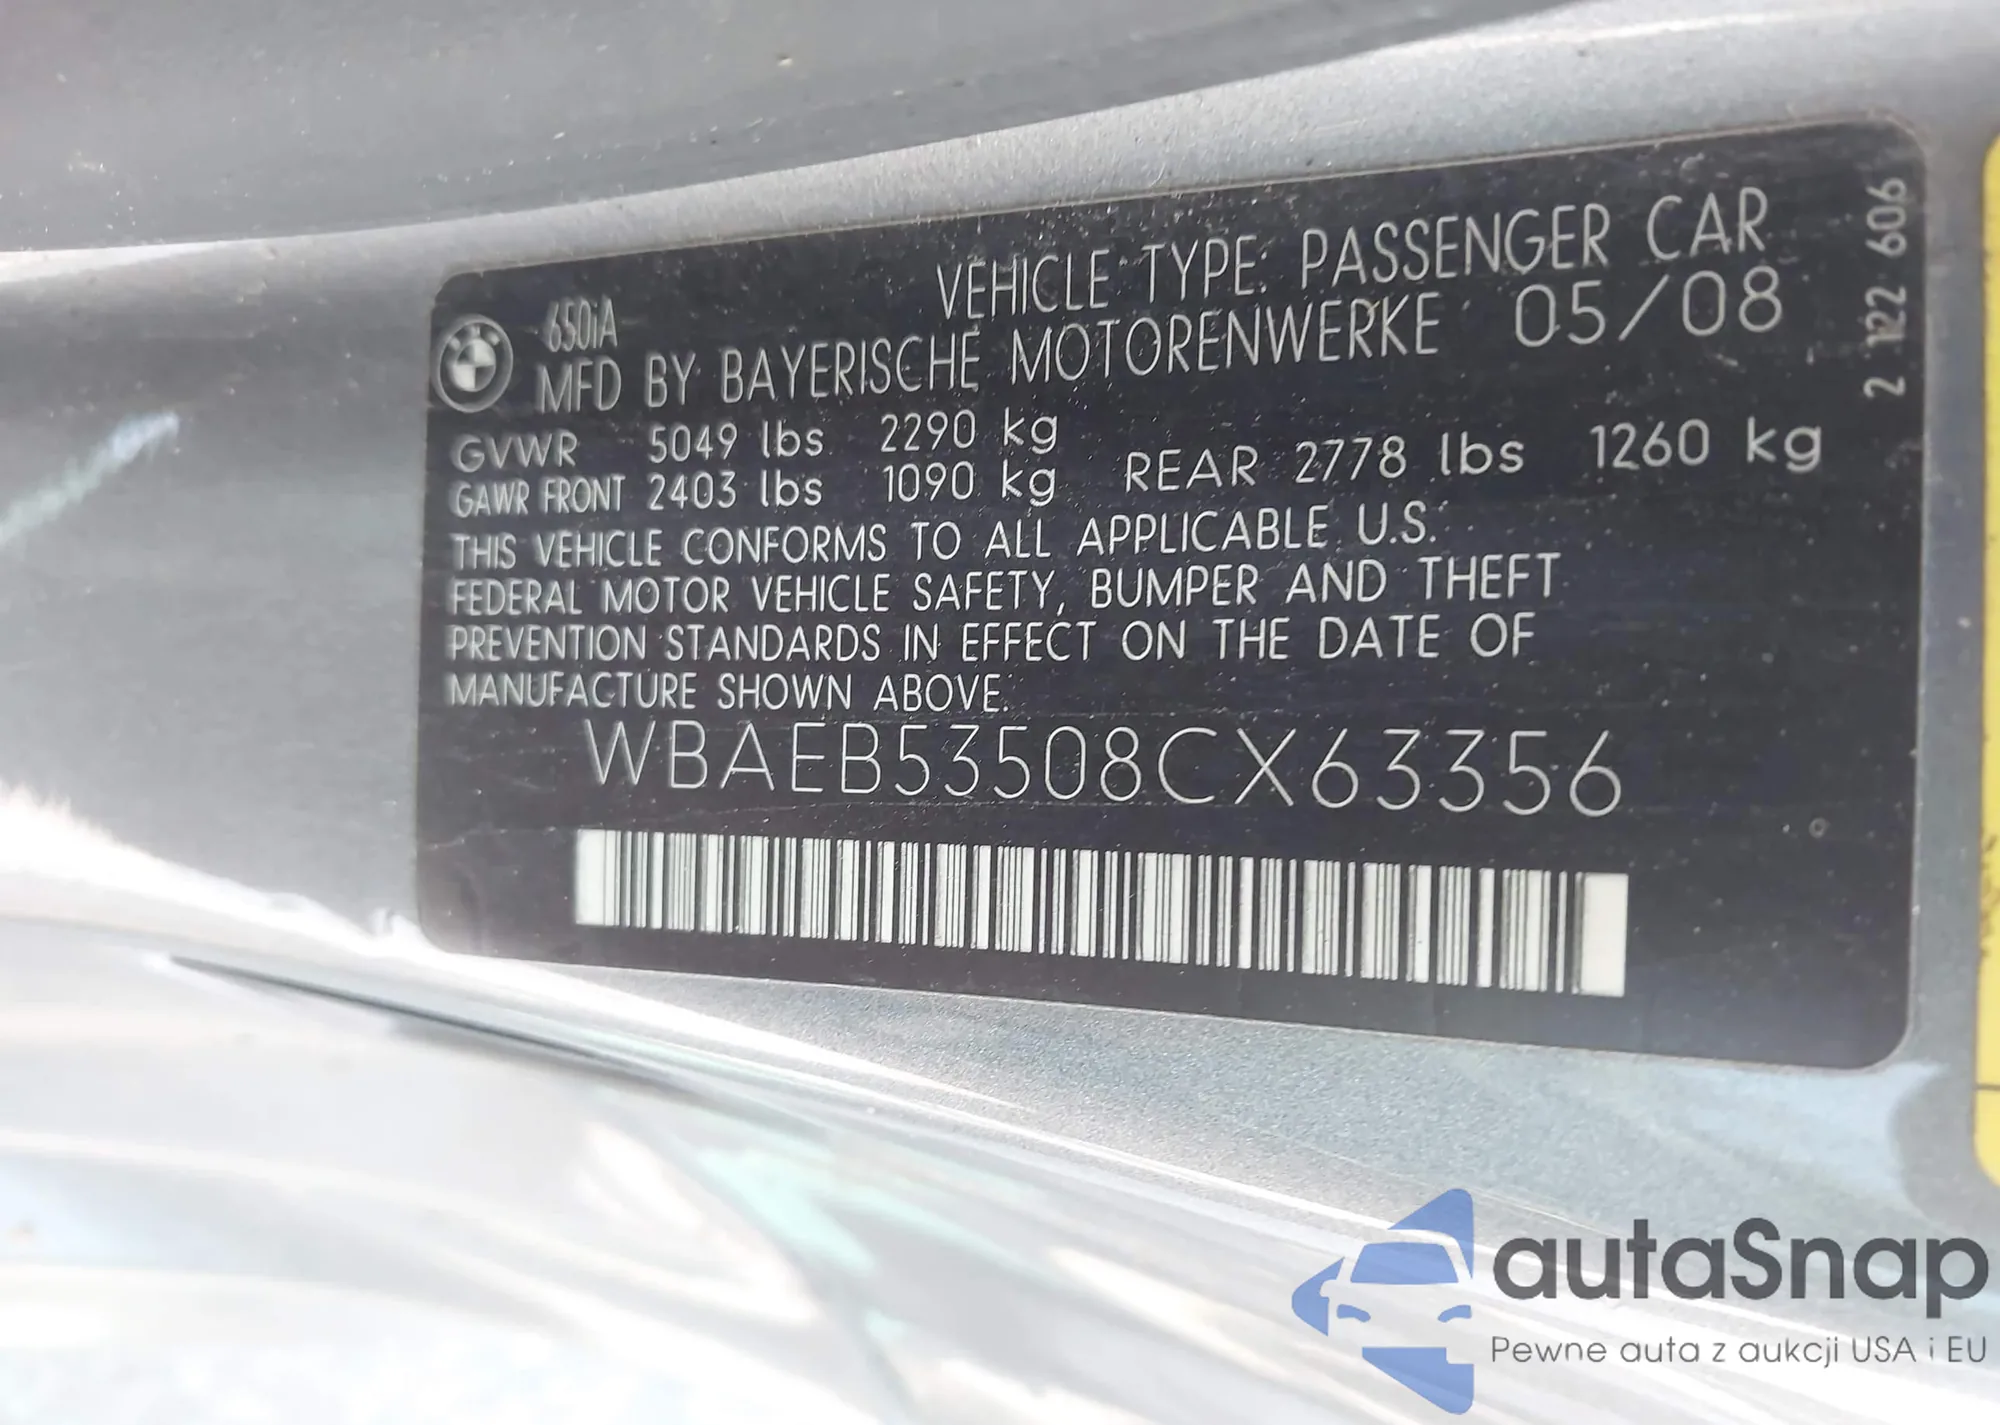 VEHICLE TYPE: PASSENGER CAR
650iA
MFD BY BAYERISCHE MOTORENWERKE 05/08
GVWR 5049 lbs 2290 kg
GAWR FRONT 2403 lbs 1090 kg REAR 2778 lbs 1260 kg
THIS VEHICLE CONFORMS TO ALL APPLICABLE U.S.
FEDERAL MOTOR VEHICLE SAFETY, BUMPER AND THEFT
PREVENTION STANDARDS IN EFFECT ON THE DATE OF
MANUFACTURE SHOWN ABOVE.
WBAEB53508CX63356
2 122 606
autaSnap
Pewne auta z aukcji USA i EU